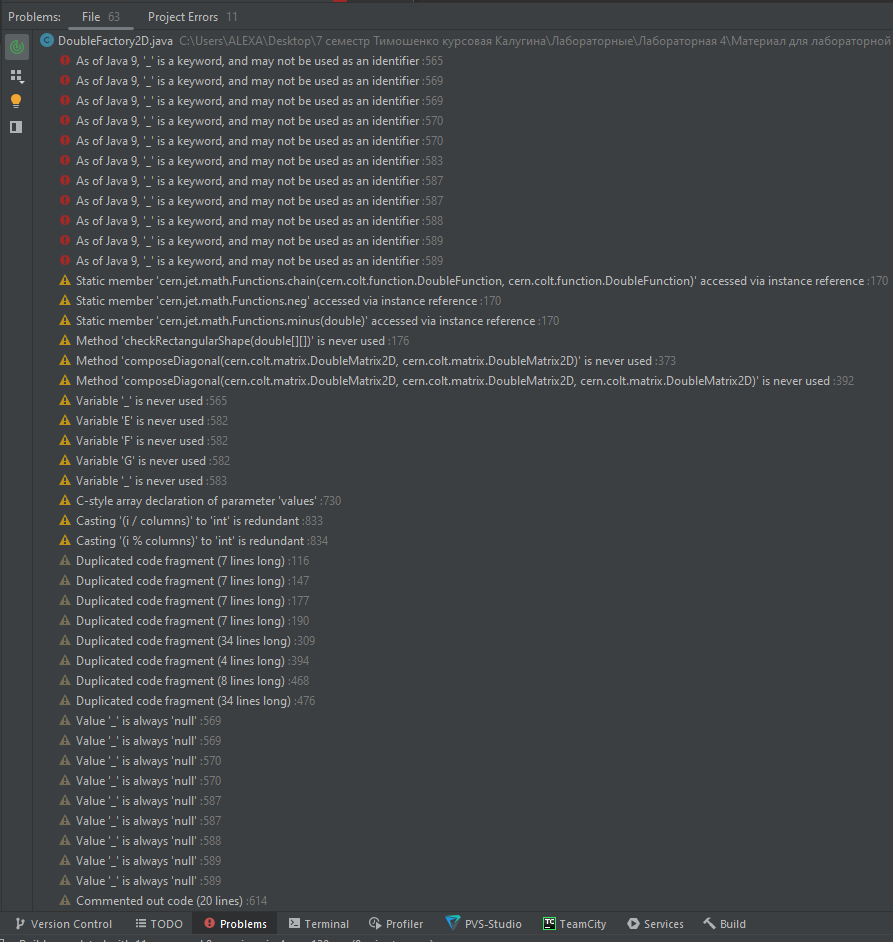 Problems: File 63 Project Errors 11
DoubleFactory2D.java C:\Users\ALEXA\Desktop\7 семестр Тимошенко курсовая Калугина\Лабораторные\Лабораторная 4\Материал для лабораторной
As of Java 9, '_' is a keyword, and may not be used as an identifier :565
As of Java 9, '_' is a keyword, and may not be used as an identifier :569
As of Java 9, '_' is a keyword, and may not be used as an identifier :569
As of Java 9, '_' is a keyword, and may not be used as an identifier :570
As of Java 9, '_' is a keyword, and may not be used as an identifier :570
As of Java 9, '_' is a keyword, and may not be used as an identifier :583
As of Java 9, '_' is a keyword, and may not be used as an identifier :587
As of Java 9, '_' is a keyword, and may not be used as an identifier :587
As of Java 9, '_' is a keyword, and may not be used as an identifier :588
As of Java 9, '_' is a keyword, and may not be used as an identifier :589
As of Java 9, '_' is a keyword, and may not be used as an identifier :589
Static member 'cern.jet.math.Functions.chain(cern.colt.function.DoubleFunction, cern.colt.function.DoubleFunction)' accessed via instance reference :170
Static member 'cern.jet.math.Functions.neg' accessed via instance reference :170
Static member 'cern.jet.math.Functions.minus(double)' accessed via instance reference :170
Method 'checkRectangularShape(double[][])' is never used :176
Method 'composeDiagonal(cern.colt.matrix.DoubleMatrix2D, cern.colt.matrix.DoubleMatrix2D)' is never used :373
Method 'composeDiagonal(cern.colt.matrix.DoubleMatrix2D, cern.colt.matrix.DoubleMatrix2D, cern.colt.matrix.DoubleMatrix2D)' is never used :392
Variable '_' is never used :565
Variable 'E' is never used :582
Variable 'F' is never used :582
Variable 'G' is never used :582
Variable '_' is never used :583
C-style array declaration of parameter 'values' :730
Casting '(i / columns)' to 'int' is redundant :833
Casting '(i % columns)' to 'int' is redundant :834
Duplicated code fragment (7 lines long) :116
Duplicated code fragment (7 lines long) :147
Duplicated code fragment (7 lines long) :177
Duplicated code fragment (7 lines long) :190
Duplicated code fragment (34 lines long) :309
Duplicated code fragment (4 lines long) :394
Duplicated code fragment (8 lines long) :468
Duplicated code fragment (34 lines long) :476
Value '_' is always 'null' :569
Value '_' is always 'null' :569
Value '_' is always 'null' :570
Value '_' is always 'null' :570
Value '_' is always 'null' :587
Value '_' is always 'null' :587
Value '_' is always 'null' :588
Value '_' is always 'null' :589
Value '_' is always 'null' :589
Commented out code (20 lines) :614
Version Control TODO Problems Terminal Profiler PVS-Studio TC TeamCity Services Build